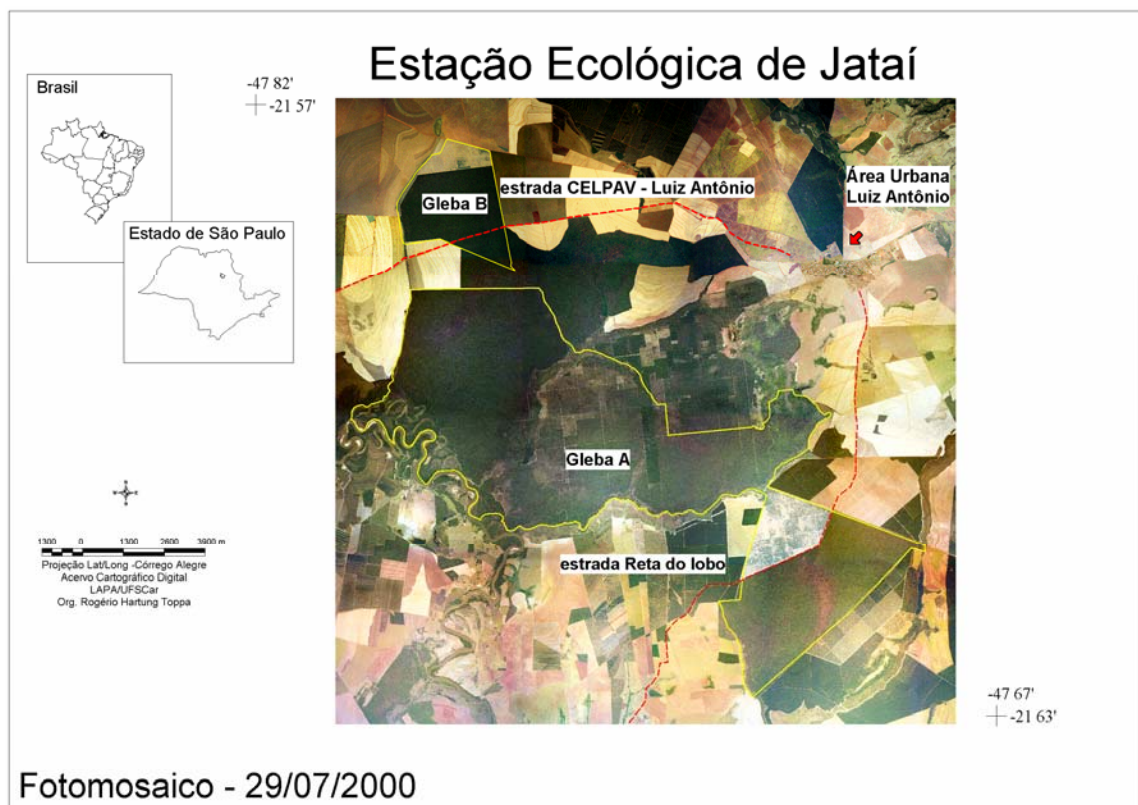 Estação Ecológica de Jataí
Brasil
Estado de São Paulo
-47 82'
-21 57'
Gleba B
estrada CELPAV - Luiz Antônio
Área Urbana
Luiz Antônio
Gleba A
estrada Reta do lobo
1300 0 1300 2600 3900 m
Projeção Lat/Long -Córrego Alegre
Acervo Cartográfico Digital
LAPA/UFSCar
Org. Rogério Hartung Toppa
-47 67'
-21 63'
Fotomosaico - 29/07/2000